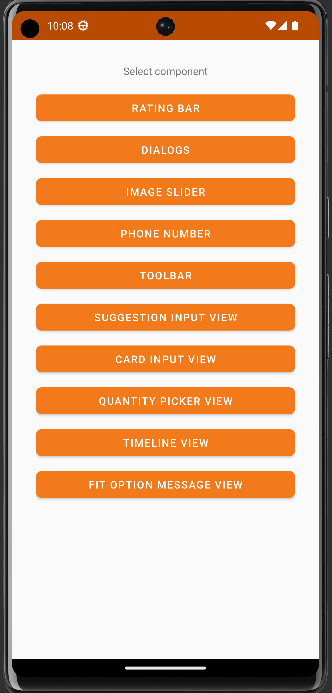 10:08
Select component
RATING BAR
DIALOGS
IMAGE SLIDER
PHONE NUMBER
TOOLBAR
SUGGESTION INPUT VIEW
CARD INPUT VIEW
QUANTITY PICKER VIEW
TIMELINE VIEW
FIT OPTION MESSAGE VIEW